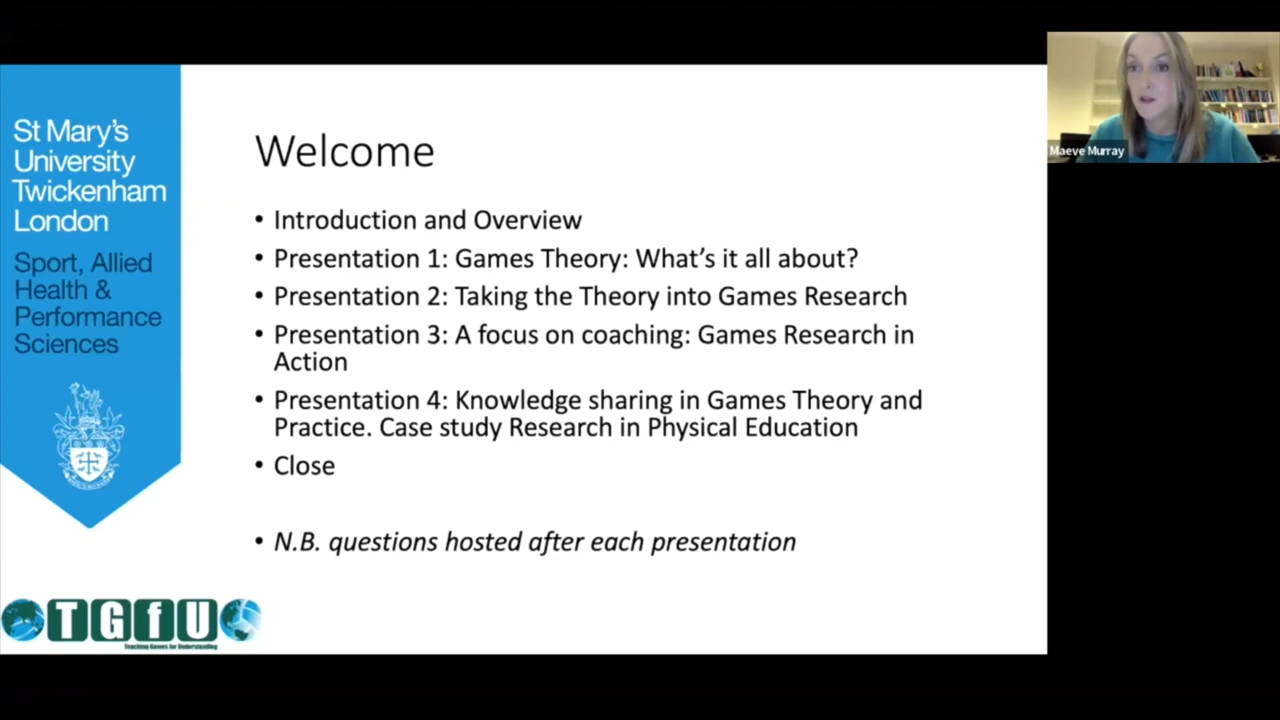 St Mary's
University
Twickenham
London
Sport, Allied
Health &
Performance
Sciences
Welcome
• Introduction and Overview
• Presentation 1: Games Theory: What's it all about?
• Presentation 2: Taking the Theory into Games Research
• Presentation 3: A focus on coaching: Games Research in
Action
• Presentation 4: Knowledge sharing in Games Theory and
Practice. Case study Research in Physical Education
• Close
• N.B. questions hosted after each presentation
TGfU
Teaching Games for Understanding
Maeve Murray